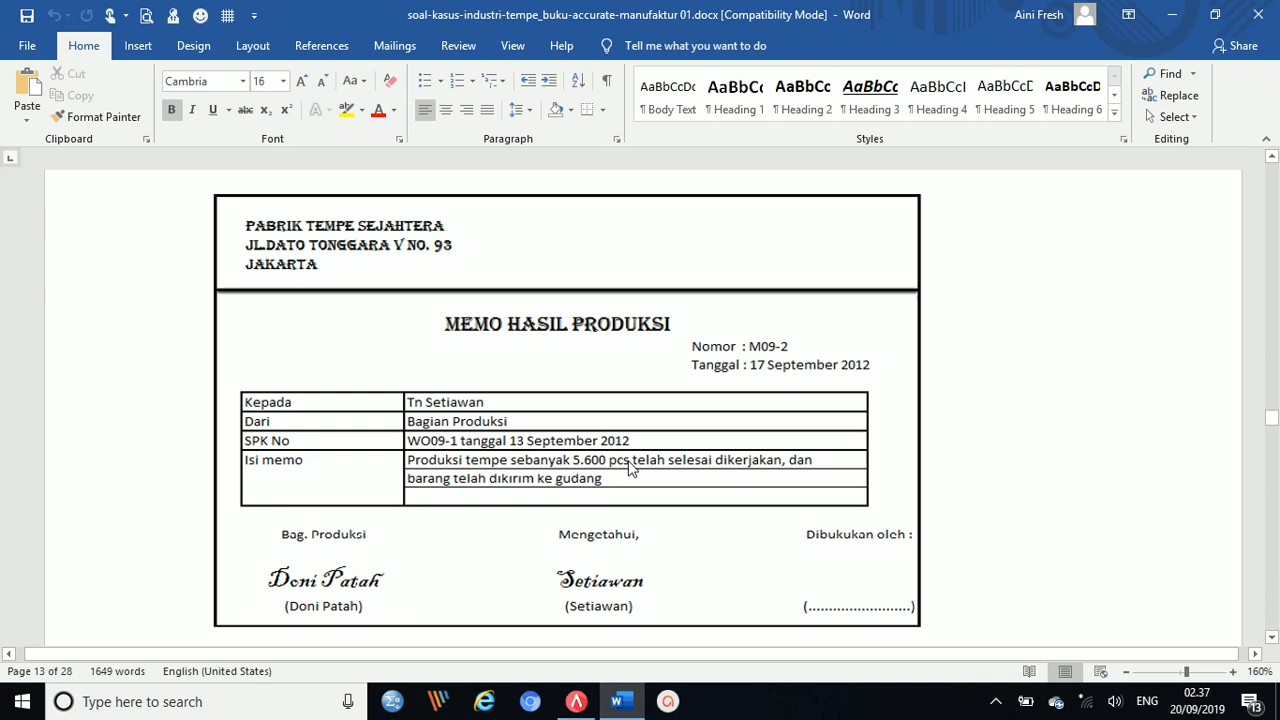 soal-kasus-industri-tempe_buku-accurate-manufaktur 01.docx [Compatibility Mode] - Word
Aini Fresh
File Home Insert Design Layout References Mailings Review View Help Tell me what you want to do Share
Paste
Cut
Copy
Format Painter
Clipboard
Cambria 16
Font
Paragraph
AaBbCcDd ¶ Body Text
AaBbC ¶ Heading 1
AaBbCc ¶ Heading 2
AaBbCc ¶ Heading 3
AaBbCcI ¶ Heading 4
AaBbCcD ¶ Heading 5
AaBbCcD ¶ Heading 6
Styles
Find
Replace
Select
Editing
PABRIK TEMPE SEJAHTERA
JL.DATO TONGGARA V NO. 93
JAKARTA
MEMO HASIL PRODUKSI
Nomor : M09-2
Tanggal : 17 September 2012
Kepada Tn Setiawan
Dari Bagian Produksi
SPK No WO09-1 tanggal 13 September 2012
Isi memo Produksi tempe sebanyak 5.600 pcs telah selesai dikerjakan, dan
barang telah dikirim ke gudang
Bag. Produksi Mengetahui, Dibukukan oleh :
Doni Patah Setiawan
(Doni Patah) (Setiawan) (.........................)
Page 13 of 28 1649 words English (United States) 160%
Type here to search
ENG
02.37
20/09/2019
13